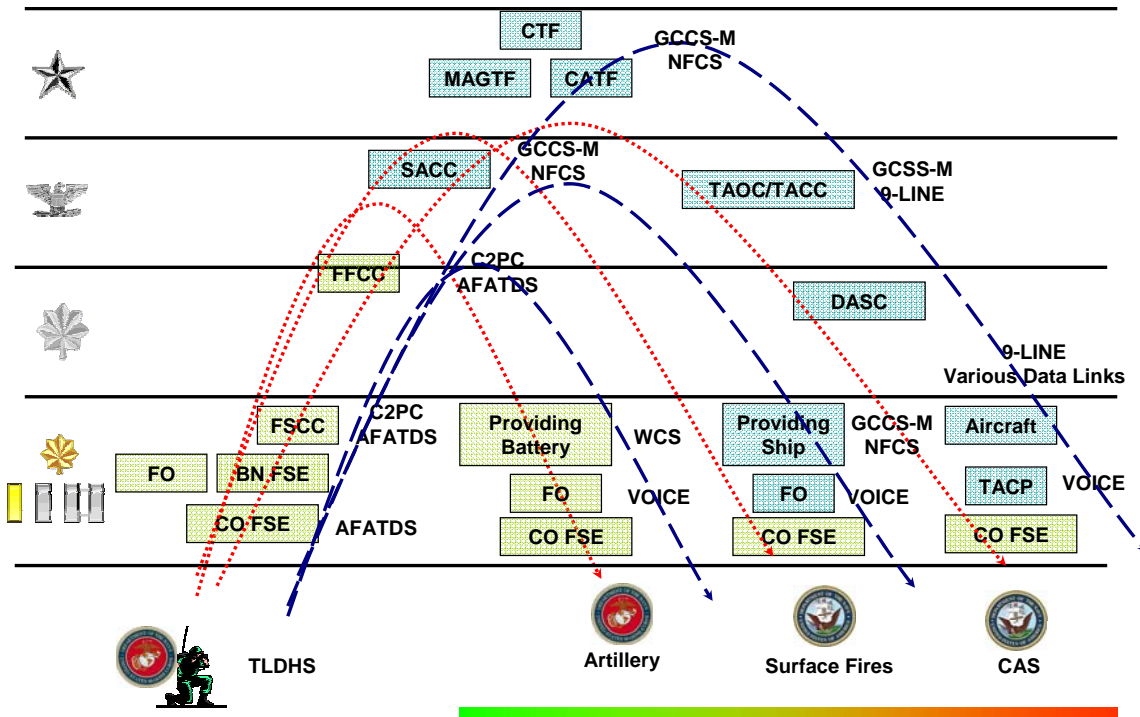 CTF
GCCS-M
NFCS
MAGTF
CATF
SACC
GCCS-M
NFCS
TAOC/TACC
GCSS-M
9-LINE
FFCC
C2PC
AFATDS
DASC
9-LINE
Various Data Links
FSCC
C2PC
AFATDS
Providing
Battery
WCS
Providing
Ship
GCCS-M
NFCS
Aircraft
FO
BN FSE
FO
VOICE
FO
VOICE
TACP
VOICE
CO FSE
AFATDS
CO FSE
CO FSE
CO FSE
TLDHS
Artillery
Surface Fires
CAS